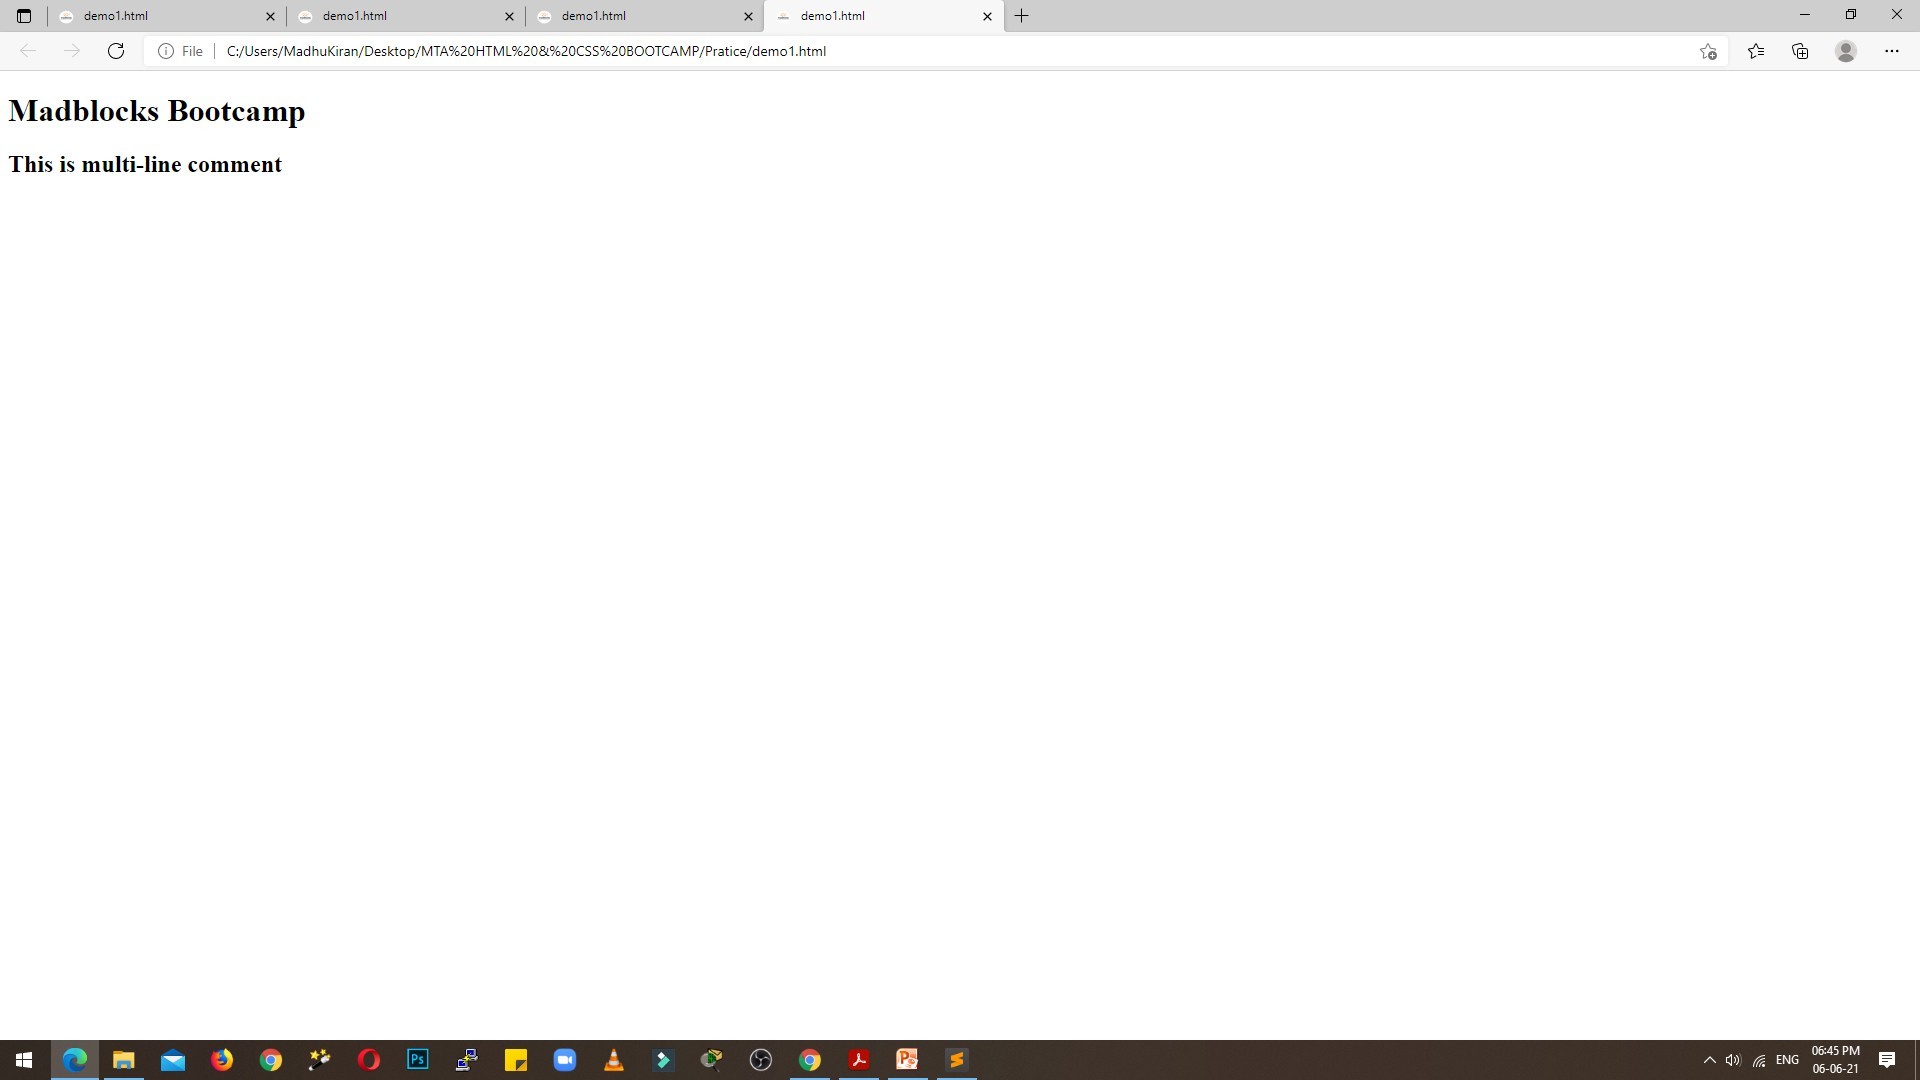 demo1.html
demo1.html
demo1.html
demo1.html
File
C:/Users/MadhuKiran/Desktop/MTA%20HTML%20&%20CSS%20BOOTCAMP/Pratice/demo1.html
Madblocks Bootcamp
This is multi-line comment
Ps
ENG
06:45 PM
06-06-21